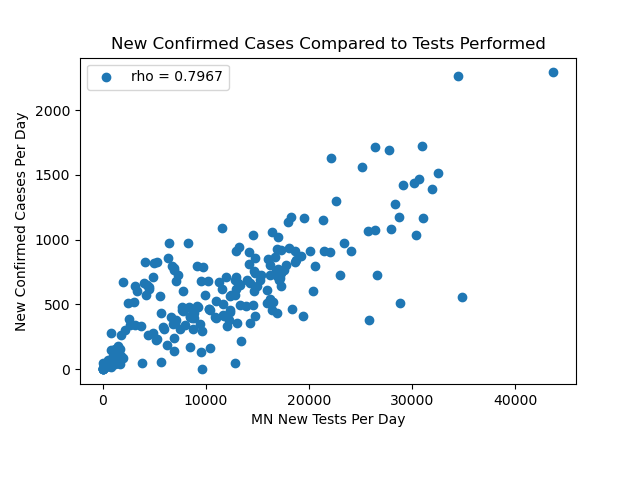 New Confirmed Cases Compared to Tests Performed
rho = 0.7967
New Confirmed Caeses Per Day
2000
1500
1000
500
0
0
10000
20000
30000
40000
MN New Tests Per Day